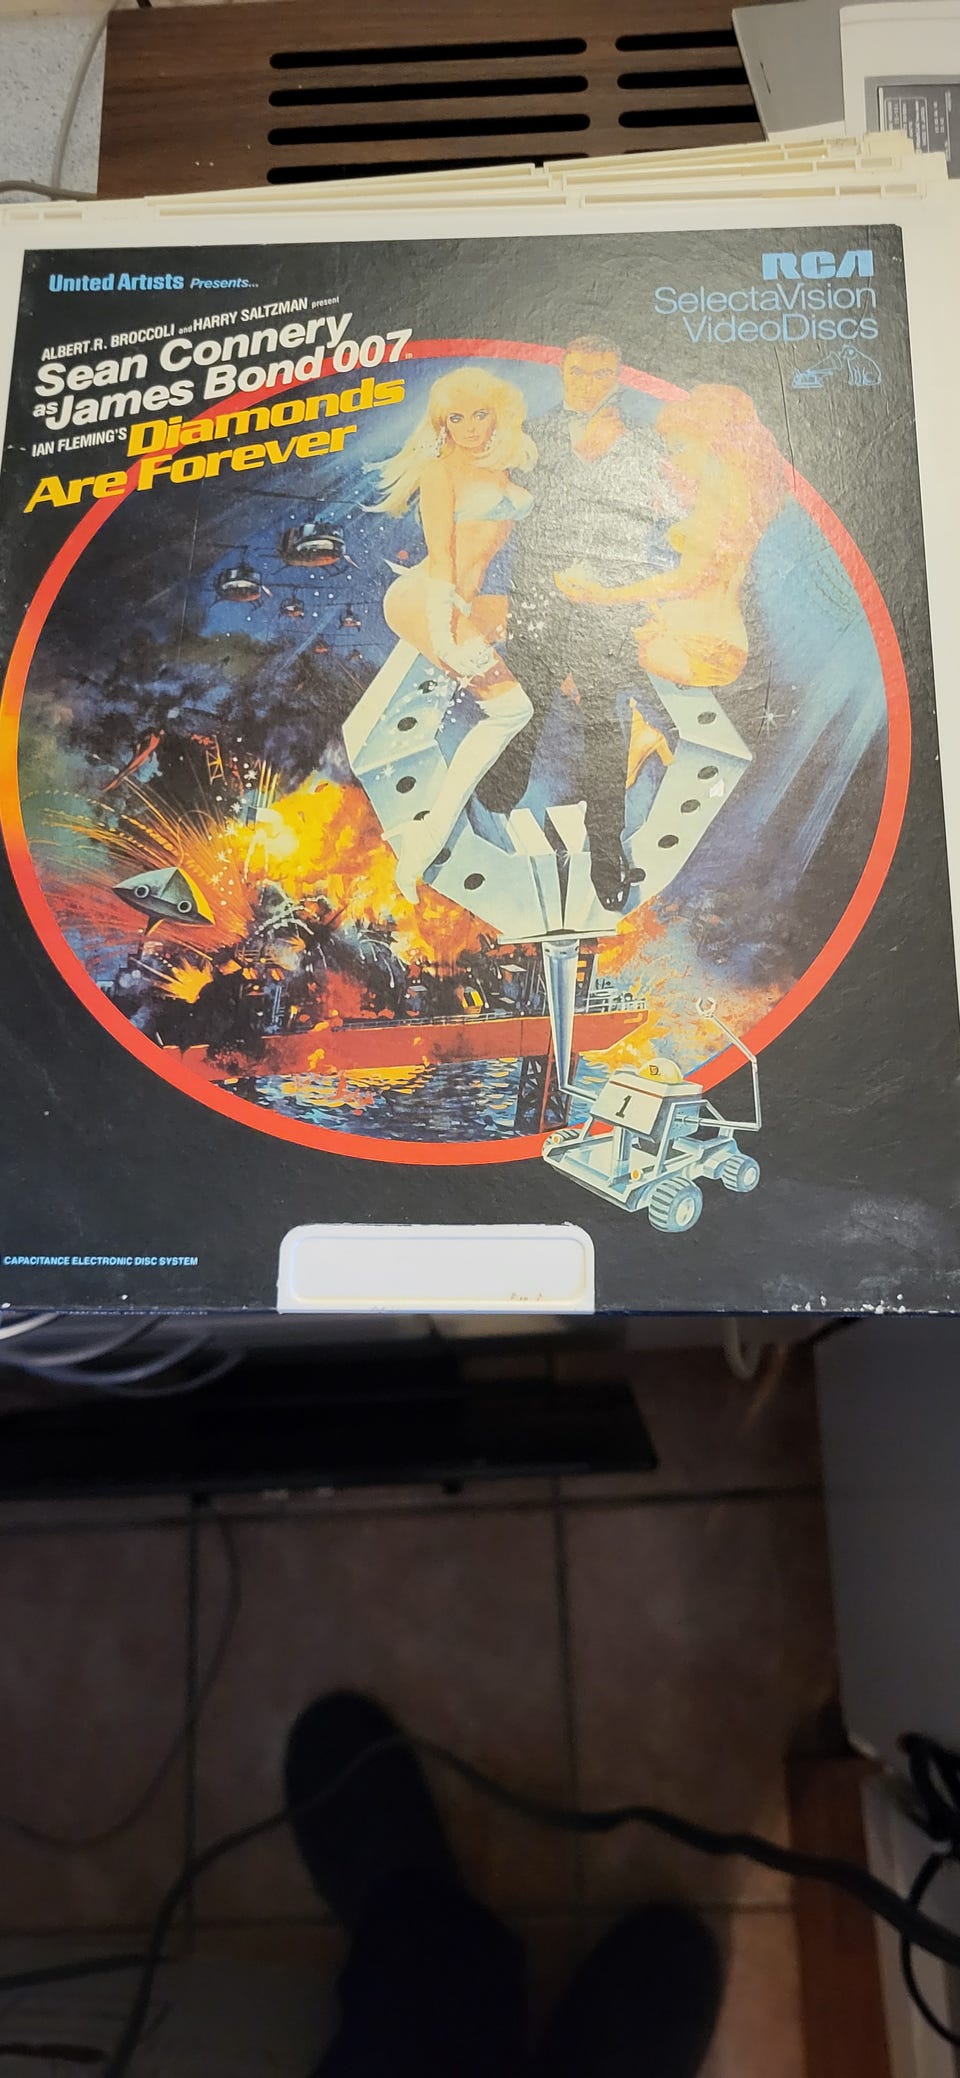 United Artists Presents...
RCA
SelectaVision
VideoDiscs
ALBERT R. BROCCOLI and HARRY SALTZMAN present
Sean Connery
as James Bond 007
IAN FLEMING'S Diamonds
Are Forever
1
CAPACITANCE ELECTRONIC DISC SYSTEM